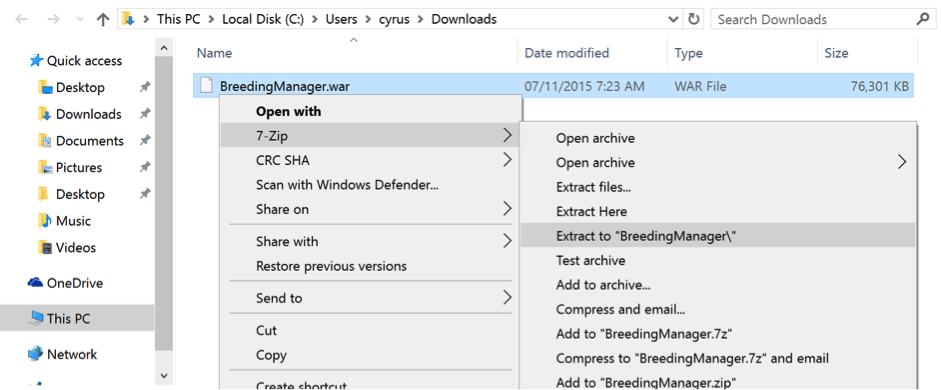 This PC > Local Disk (C:) > Users > cyrus > Downloads
Search Downloads
Name
Date modified
Type
Size
Quick access
Desktop
Downloads
Documents
Pictures
Desktop
Music
Videos
OneDrive
This PC
Network
BreedingManager.war 07/11/2015 7:23 AM WAR File 76,301 KB
Open with
7-Zip
CRC SHA
Scan with Windows Defender...
Share on
Share with
Restore previous versions
Send to
Cut
Copy
Create shortcut
Open archive
Open archive
Extract files...
Extract Here
Extract to "BreedingManager\"
Test archive
Add to archive...
Compress and email...
Add to "BreedingManager.7z"
Compress to "BreedingManager.7z" and email
Add to "BreedingManager.zip"